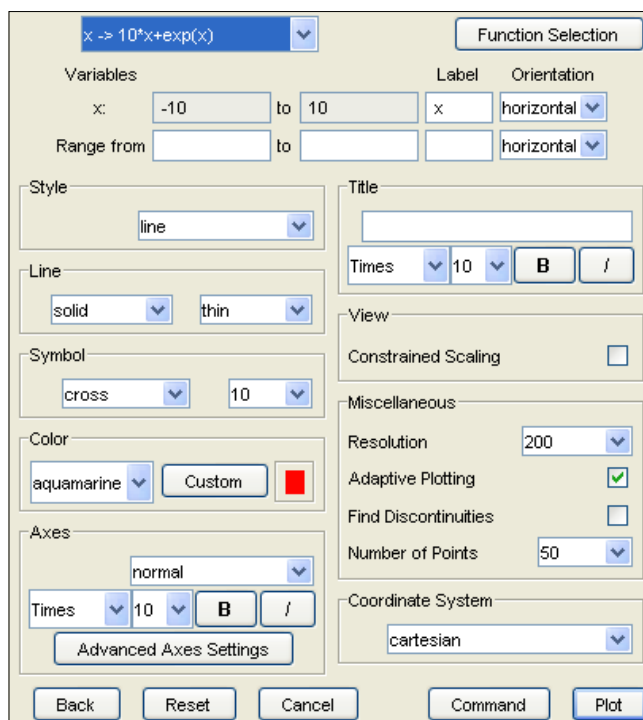 x -> 10*x+exp(x)
Function Selection
Variables Label Orientation
x: -10 to 10 x horizontal
Range from to horizontal
Style
line
Line
solid thin
Symbol
cross 10
Color
aquamarine Custom
Axes
normal
Times 10 B I
Advanced Axes Settings
Title
Times 10 B I
View
Constrained Scaling
Miscellaneous
Resolution 200
Adaptive Plotting
Find Discontinuities
Number of Points 50
Coordinate System
cartesian
Back Reset Cancel Command Plot